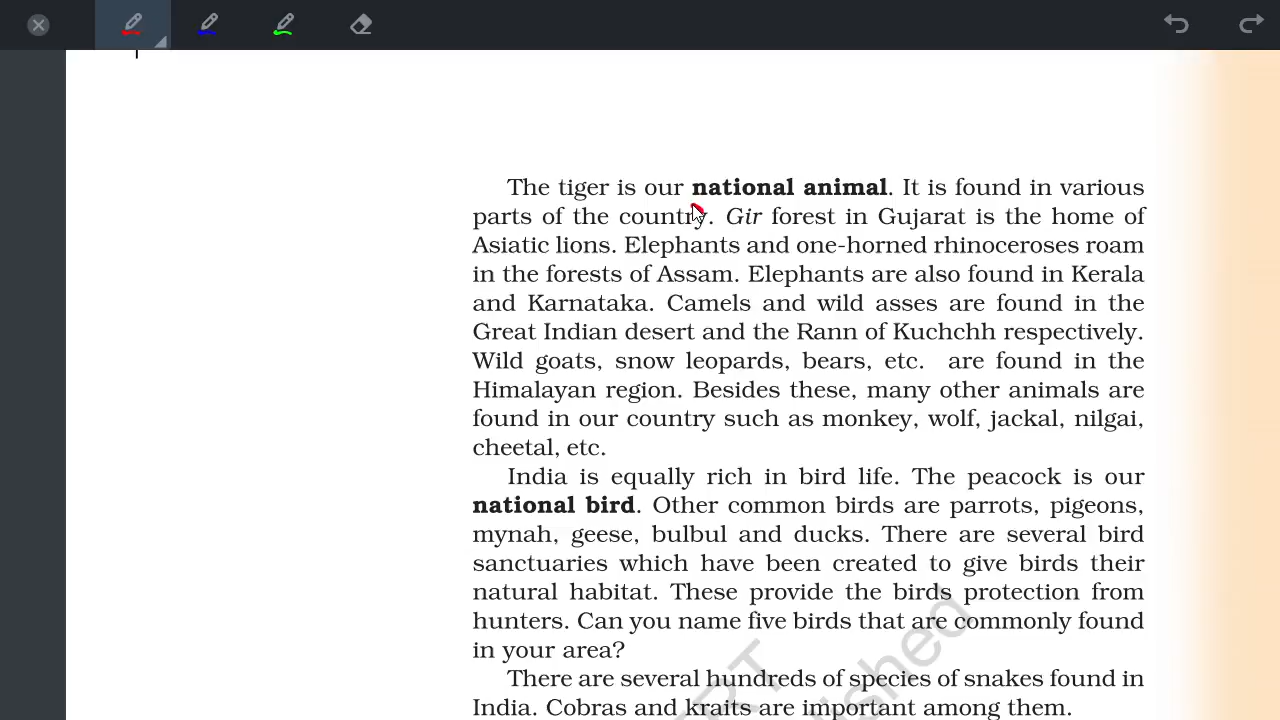 The tiger is our national animal. It is found in various
parts of the country. Gir forest in Gujarat is the home of
Asiatic lions. Elephants and one-horned rhinoceroses roam
in the forests of Assam. Elephants are also found in Kerala
and Karnataka. Camels and wild asses are found in the
Great Indian desert and the Rann of Kuchchh respectively.
Wild goats, snow leopards, bears, etc. are found in the
Himalayan region. Besides these, many other animals are
found in our country such as monkey, wolf, jackal, nilgai,
cheetal, etc.
India is equally rich in bird life. The peacock is our
national bird. Other common birds are parrots, pigeons,
mynah, geese, bulbul and ducks. There are several bird
sanctuaries which have been created to give birds their
natural habitat. These provide the birds protection from
hunters. Can you name five birds that are commonly found
in your area?
There are several hundreds of species of snakes found in
India. Cobras and kraits are important among them.